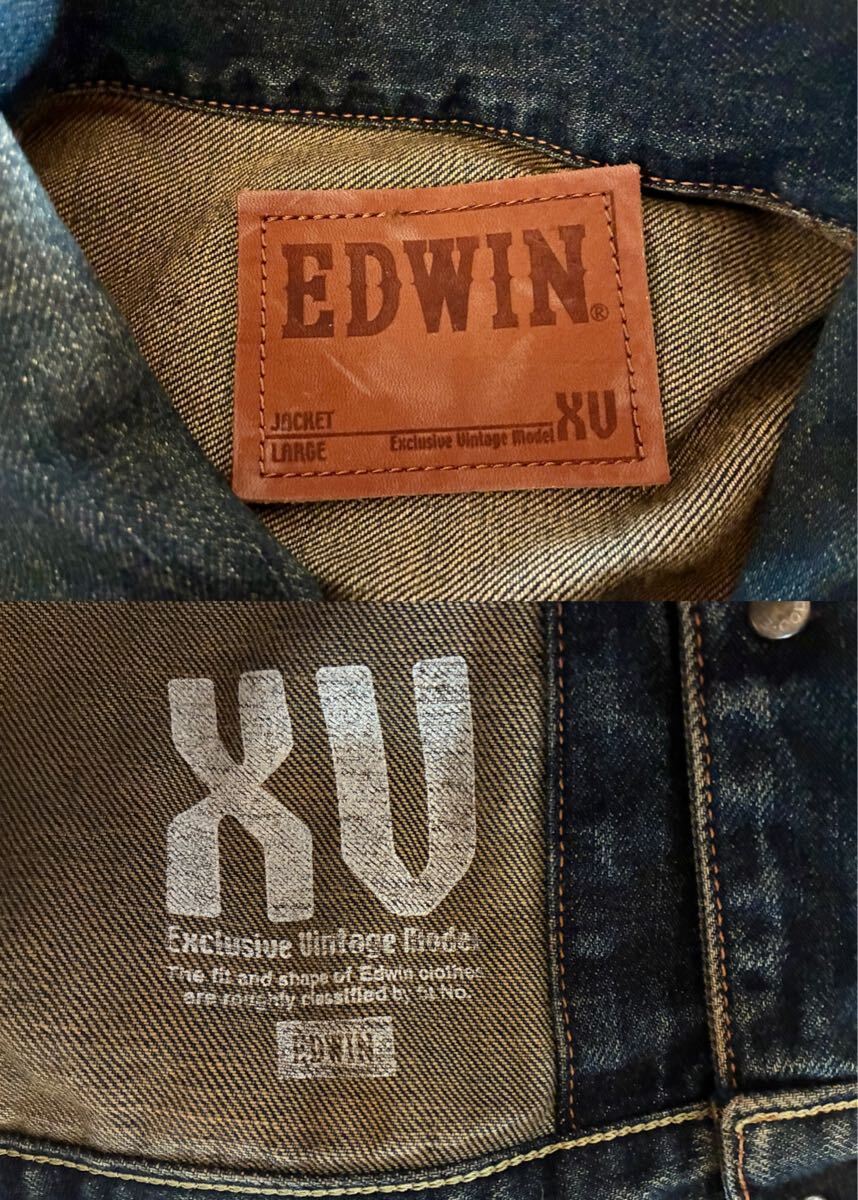 EDWIN®
JACKET
LARGE
Exclusive Vintage Model XV
XV
Exclusive Vintage Model
The fit and shape of Edwin clothes
are roughly classified by fit No.
EDWIN